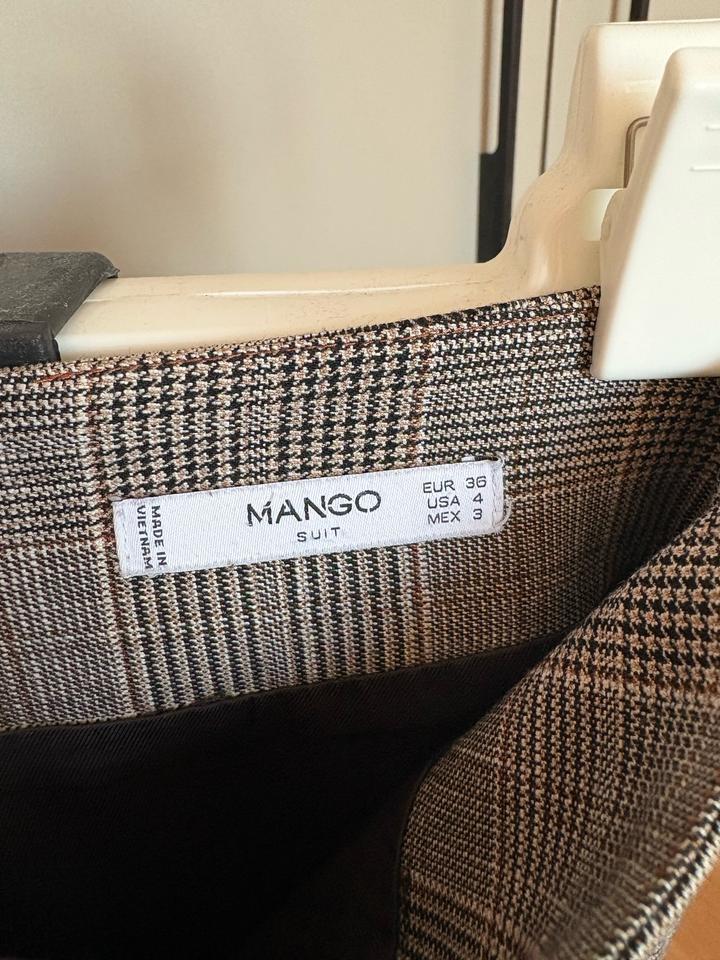 MADE IN
VIETNAM
MANGO
SUIT
EUR 36
USA 4
MEX 3